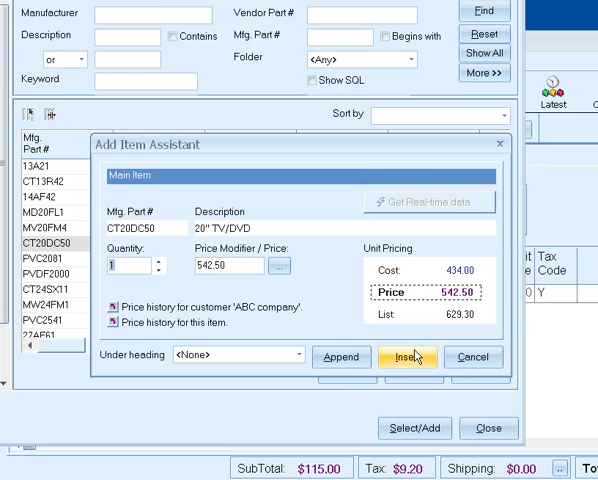 Manufacturer
Vendor Part #
Find
Description
Contains
Mfg. Part #
Begins with
Reset
or
Folder
<Any>
Show All
Keyword
Show SQL
More >>
Latest
Sort by
Mfg.
Part #
Add Item Assistant
x
13A21
CT13R42
14AF42
MD20FL1
MV20FM4
CT20DC50
PVC2081
PVDF2000
CT24SX11
MW24FM1
PVC2541
27AF61
Main Item
Get Real-time data
Mfg. Part #
Description
CT20DC50
20" TV/DVD
Quantity:
Price Modifier / Price:
Unit Pricing
1
542.50
...
Cost: 434.00
Price 542.50
List: 629.30
Price history for customer 'ABC company'.
Price history for this item.
Under heading
<None>
Append
Cancel
it Tax
Code
0 Y
Select/Add
Close
SubTotal: $115.00
Tax: $9.20
Shipping: $0.00
..